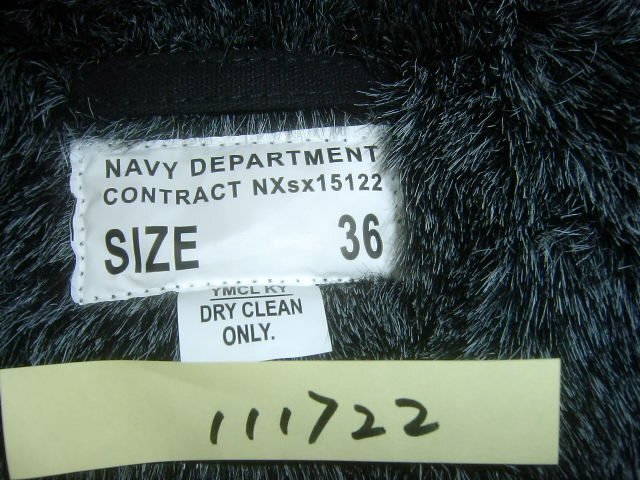 NAVY DEPARTMENT
CONTRACT NXsx15122
SIZE 36
YMCL KY
DRY CLEAN
ONLY.
111722